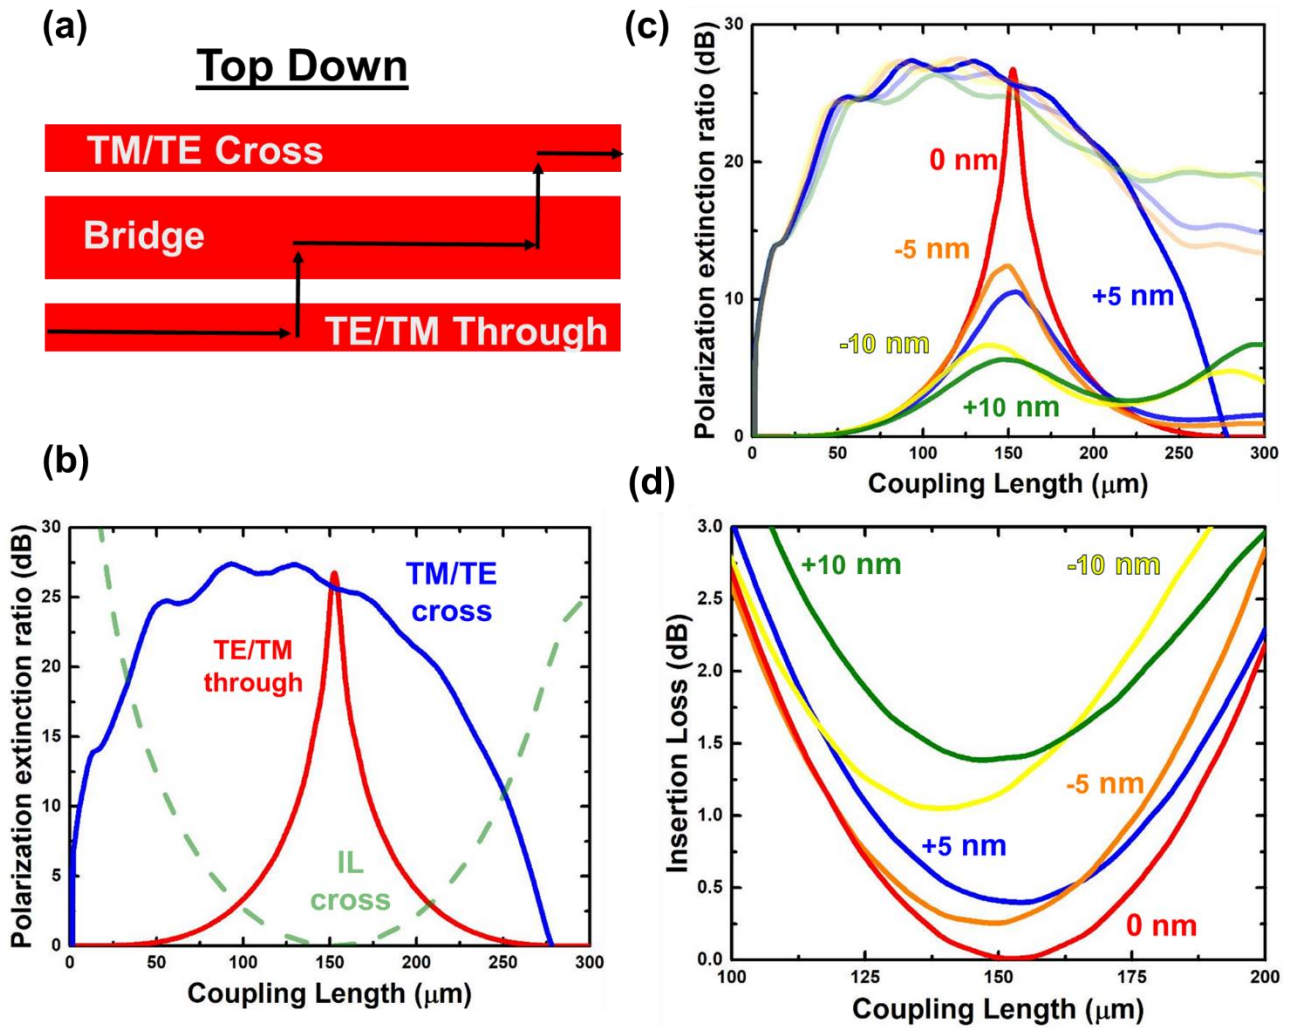 (a)
Top Down
TM/TE Cross
Bridge
TE/TM Through
(b)
Polarization extinction ratio (dB)
30
25
20
15
10
5
0
TM/TE
cross
TE/TM
through
IL
cross
0 50 100 150 200 250 300
Coupling Length (μm)
(c)
Polarization extinction ratio (dB)
30
20
10
0
0 nm
-5 nm
+5 nm
-10 nm
+10 nm
0 50 100 150 200 250 300
Coupling Length (μm)
(d)
Insertion Loss (dB)
3.0
2.5
2.0
1.5
1.0
0.5
0.0
+10 nm
-10 nm
-5 nm
+5 nm
0 nm
100 125 150 175 200
Coupling Length (μm)